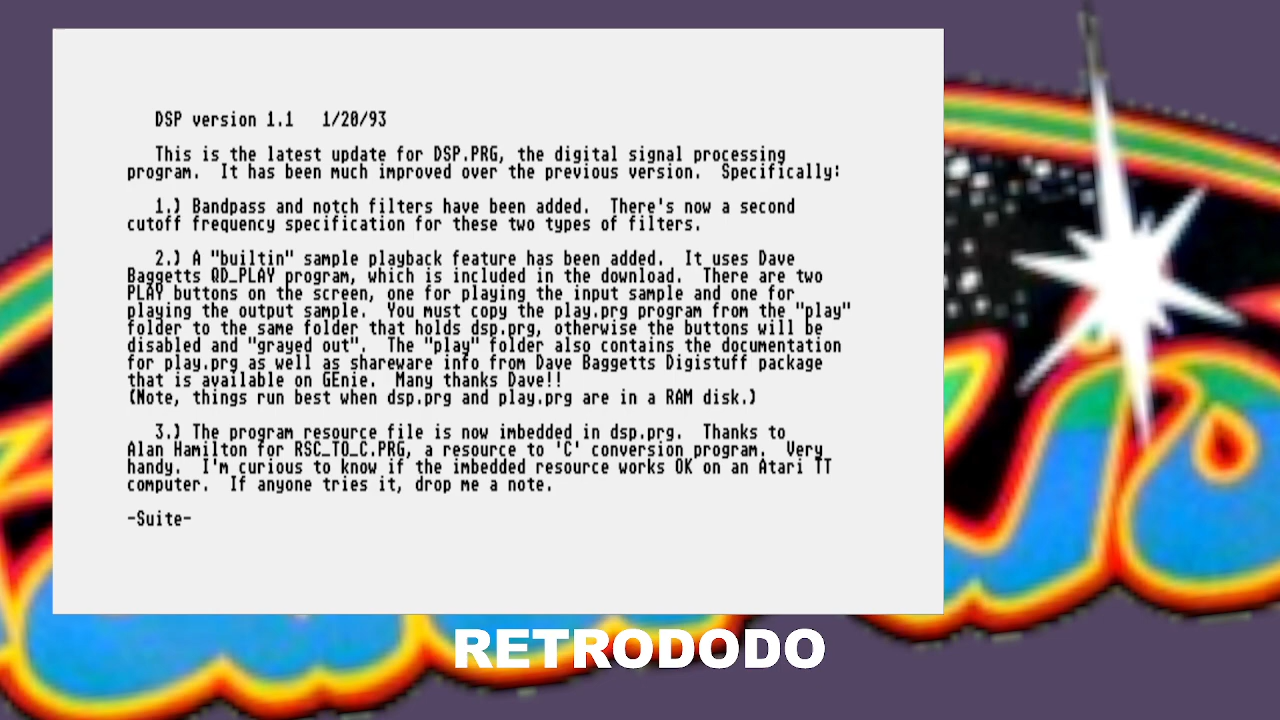 DSP version 1.1   1/20/93
This is the latest update for DSP.PRG, the digital signal processing
program.  It has been much improved over the previous version.  Specifically:
1.) Bandpass and notch filters have been added.  There's now a second
cutoff frequency specification for these two types of filters.
2.) A "builtin" sample playback feature has been added.  It uses Dave
Baggetts QD_PLAY program, which is included in the download.  There are two
PLAY buttons on the screen, one for playing the input sample and one for
playing the output sample.  You must copy the play.prg program from the "play"
folder to the same folder that holds dsp.prg, otherwise the buttons will be
disabled and "grayed out".  The "play" folder also contains the documentation
for play.prg as well as shareware info from Dave Baggetts Digistuff package
that is available on GEnie.  Many thanks Dave!!
(Note, things run best when dsp.prg and play.prg are in a RAM disk.)
3.) The program resource file is now imbedded in dsp.prg.  Thanks to
Alan Hamilton for RSC_TO_C.PRG, a resource to 'C' conversion program.  Very
handy.  I'm curious to know if the imbedded resource works OK on an Atari TT
computer.  If anyone tries it, drop me a note.
-Suite-
RETRODODO